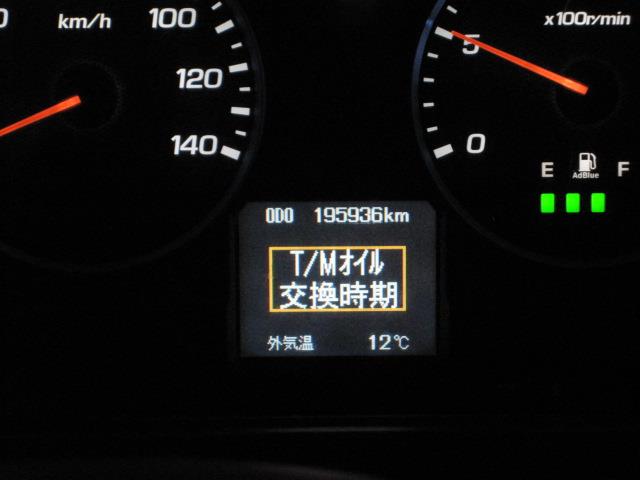 km/h
100
120
140
x100r/min
5
0
E
AdBlue
F
ODO 195936km
T/Mｵｲﾙ
交換時期
外気温 12℃